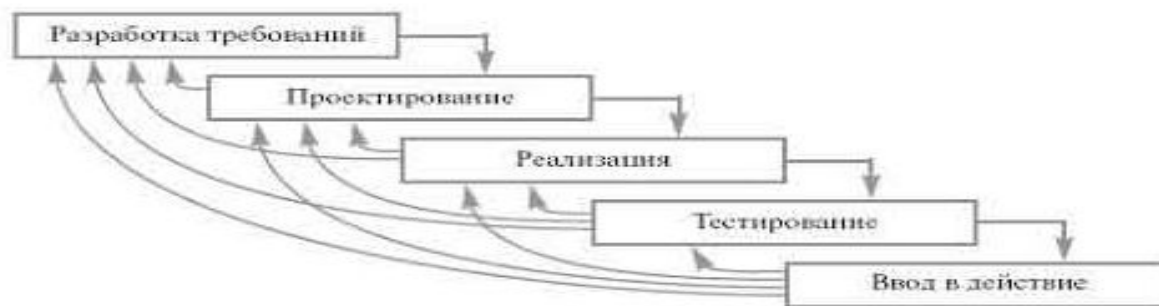 Разработка требований
Проектирование
Реализация
Тестирование
Ввод в действие